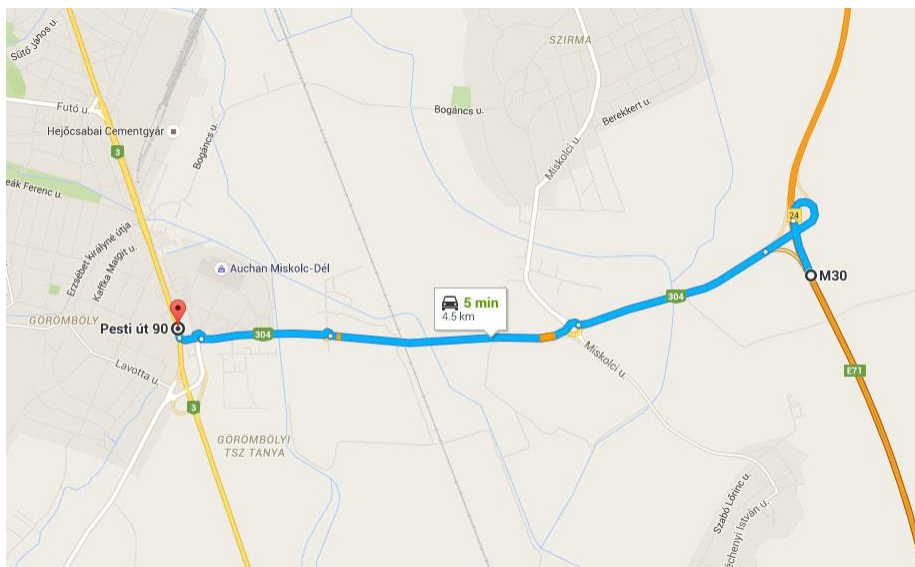 Sütő János u.
SZIRMA
Futó u.
Bogáncs u.
Berekkert u.
Hejőcsabai Cementgyár
3
Bogáncs u.
Miskolci u.
eák Ferenc u.
24
Erzsébet királyné útja
Kaffka Margit u.
Auchan Miskolc-Dél
M30
5 min
4.5 km
304
GÖRÖMBÖLY
Pesti út 90
304
Miskolci u.
Lavotta u.
E71
3
GÖRÖMBÖLYI
TSZ TANYA
Szabó Lőrinc u.
échenyi István u.